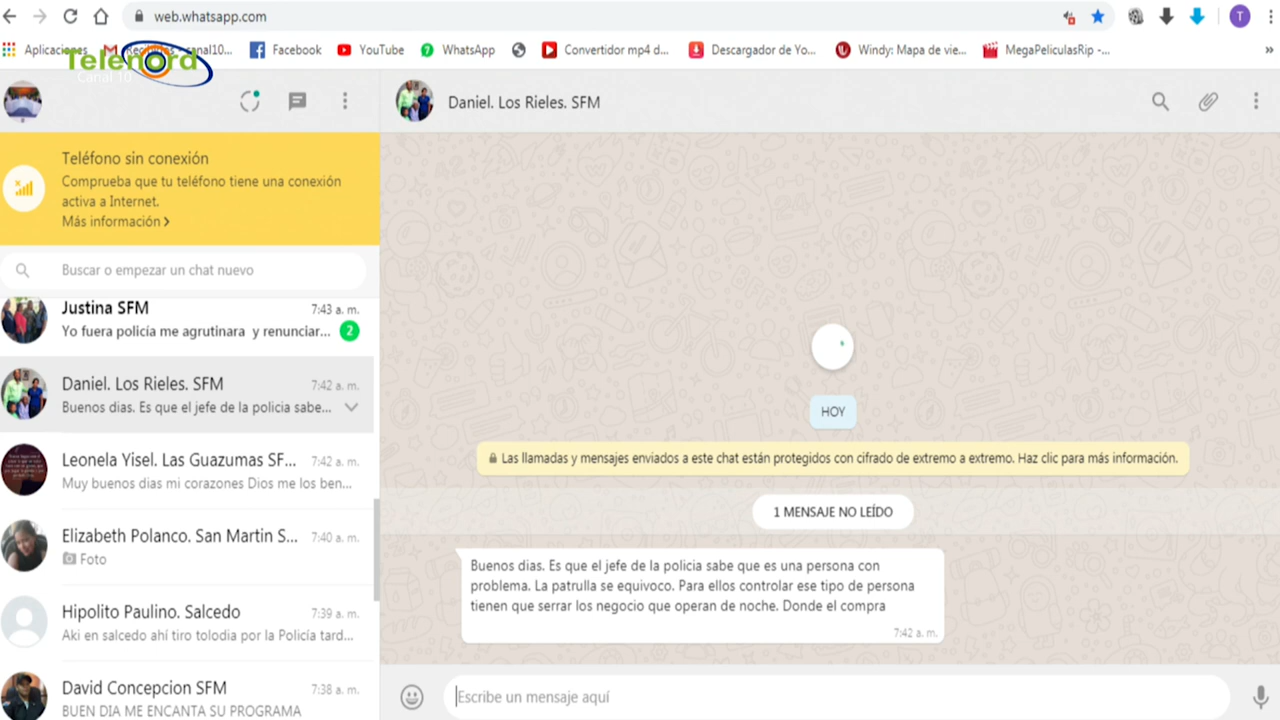 web.whatsapp.com
T
Aplicaciones
Facebook
YouTube
WhatsApp
Convertidor mp4 d...
Descargador de Yo...
Windy: Mapa de vie...
MegaPeliculasRip -...
»
Telenord
Canal 10
Daniel. Los Rieles. SFM
Teléfono sin conexión
Comprueba que tu teléfono tiene una conexión
activa a Internet.
Más información >
Buscar o empezar un chat nuevo
Justina SFM
7:43 a. m.
Yo fuera policía me agrutinara y renunciar...
2
Daniel. Los Rieles. SFM
7:42 a. m.
Buenos dias. Es que el jefe de la policia sabe...
Leonela Yisel. Las Guazumas SF...
7:42 a. m.
Muy buenos dias mi corazones Dios me los ben...
Elizabeth Polanco. San Martin S...
7:40 a. m.
Foto
Hipolito Paulino. Salcedo
7:39 a. m.
Aki en salcedo ahí tiro tolodia por la Policía tard...
David Concepcion SFM
7:38 a. m.
BUEN DIA ME ENCANTA SU PROGRAMA
HOY
Las llamadas y mensajes enviados a este chat están protegidos con cifrado de extremo a extremo. Haz clic para más información.
1 MENSAJE NO LEÍDO
Buenos dias. Es que el jefe de la policia sabe que es una persona con
problema. La patrulla se equivoco. Para ellos controlar ese tipo de persona
tienen que serrar los negocio que operan de noche. Donde el compra
7:42 a. m.
Escribe un mensaje aquí